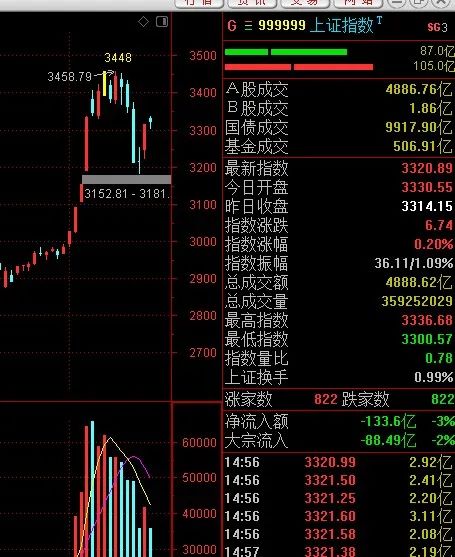 行情 资讯 交易 网站
G 999999 上证指数 T SG3
87.0亿
105.0亿
A股成交 4886.76亿
B股成交 1.86亿
国债成交 9917.90亿
基金成交 506.91亿
最新指数 3320.89
今日开盘 3330.55
昨日收盘 3314.15
指数涨跌 6.74
指数涨幅 0.20%
指数振幅 36.11/1.09%
总成交额 4888.62亿
总成交量 359252029
最高指数 3336.68
最低指数 3300.57
指数量比 0.78
上证换手 0.99%
涨家数 822 跌家数 822
净流入额 -133.6亿 -3%
大宗流入 -88.49亿 -2%
14:56 3320.99 2.92亿
14:56 3321.50 2.41亿
14:56 3321.25 2.20亿
14:56 3321.60 3.11亿
14:56 3321.58 2.08亿
14:57 3321.38 2.19亿
3448
3458.79
3152.81 - 3181.
3500
3400
3300
3200
3100
3000
2900
2800
2700
60000
50000
40000
30000